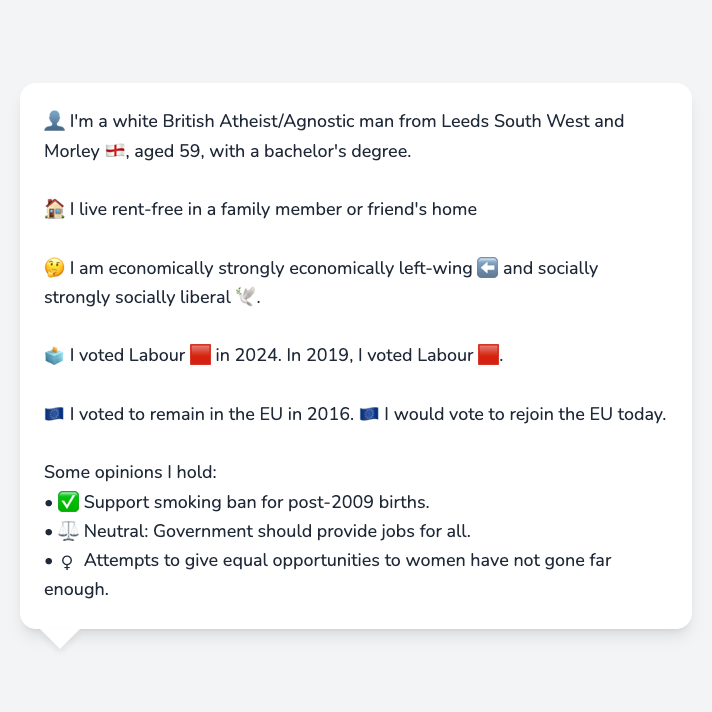 👤 I'm a white British Atheist/Agnostic man from Leeds South West and
Morley 🏴󠁧󠁢󠁥󠁮󠁧󠁿, aged 59, with a bachelor's degree.
🏠 I live rent-free in a family member or friend's home
🤔 I am economically strongly economically left-wing ⬅️ and socially
strongly socially liberal 🕊️.
🗳️ I voted Labour 🟥 in 2024. In 2019, I voted Labour 🟥.
🇪🇺 I voted to remain in the EU in 2016. 🇪🇺 I would vote to rejoin the EU today.
Some opinions I hold:
• ✅ Support smoking ban for post-2009 births.
• ⚖️ Neutral: Government should provide jobs for all.
• ♀ Attempts to give equal opportunities to women have not gone far
enough.